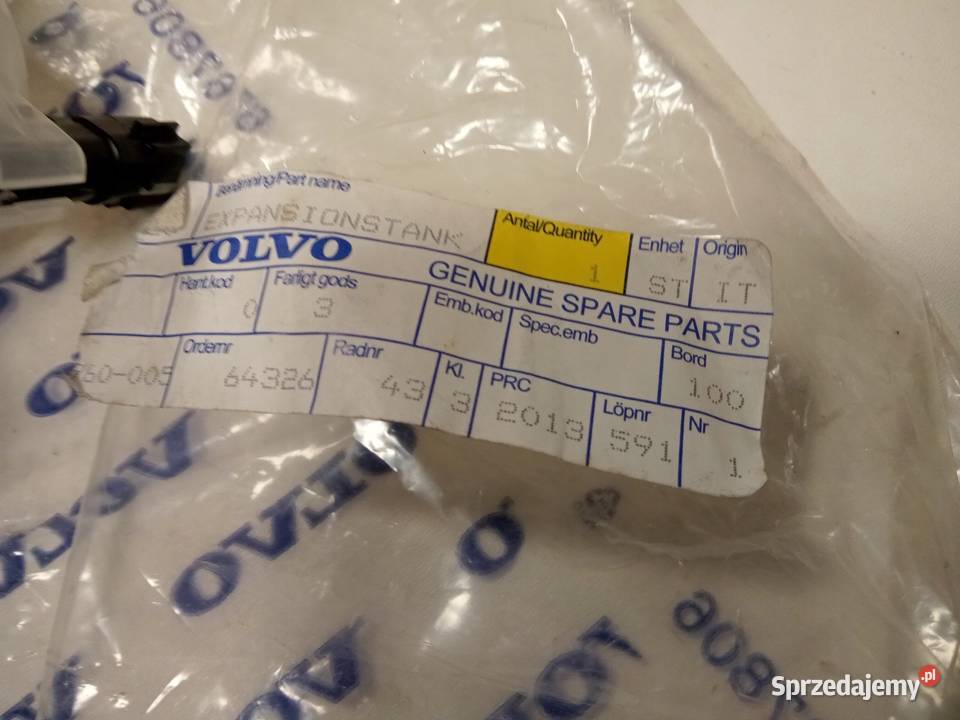 Benämning/Part name
EXPANSIONSTANK
Antal/Quantity
1
Enhet
ST
Origin
IT
VOLVO
GENUINE SPARE PARTS
Hant.kod
0
Farligt gods
3
Emb.kod
Spec.emb
Bord
100
960-005
Ordernr
64326
Radnr
43
Kl.
3
PRC
2013
Löpnr
591
Nr
1
VOLVO
VOLVO
VOLVO
Sprzedajemy.pl